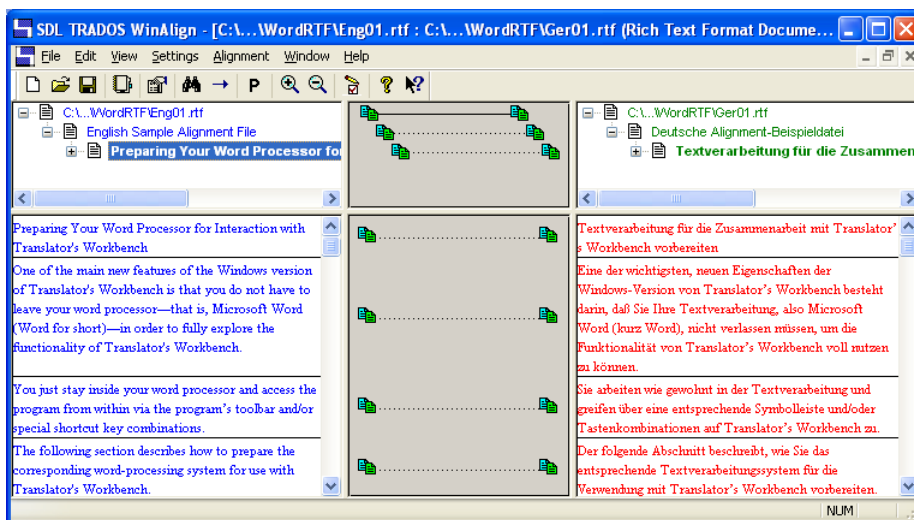 SDL TRADOS WinAlign - [C:\...\WordRTF\Eng01.rtf : C:\...\WordRTF\Ger01.rtf (Rich Text Format Docume...
File Edit View Settings Alignment Window Help
P
C:\...\WordRTF\Eng01.rtf
English Sample Alignment File
Preparing Your Word Processor fo
C:\...\WordRTF\Ger01.rtf
Deutsche Alignment-Beispieldatei
Textverarbeitung für die Zusammen
Preparing Your Word Processor for Interaction with
Translator's Workbench
One of the main new features of the Windows version
of Translator's Workbench is that you do not have to
leave your word processor—that is, Microsoft Word
(Word for short)—in order to fully explore the
functionality of Translator's Workbench.
You just stay inside your word processor and access the
program from within via the program's toolbar and/or
special shortcut key combinations.
The following section describes how to prepare the
corresponding word-processing system for use with
Translator's Workbench.
Textverarbeitung für die Zusammenarbeit mit Translator’
s Workbench vorbereiten
Eine der wichtigsten, neuen Eigenschaften der
Windows-Version von Translator’s Workbench besteht
darin, daß Sie Ihre Textverarbeitung, also Microsoft
Word (kurz Word), nicht verlassen müssen, um die
Funktionalität von Translator’s Workbench voll nutzen
zu können.
Sie arbeiten wie gewohnt in der Textverarbeitung und
greifen über eine entsprechende Symbolleiste und/oder
Tastenkombinationen auf Translator’s Workbench zu.
Der folgende Abschnitt beschreibt, wie Sie das
entsprechende Textverarbeitungssystem für die
Verwendung mit Translator’s Workbench vorbereiten.
NUM